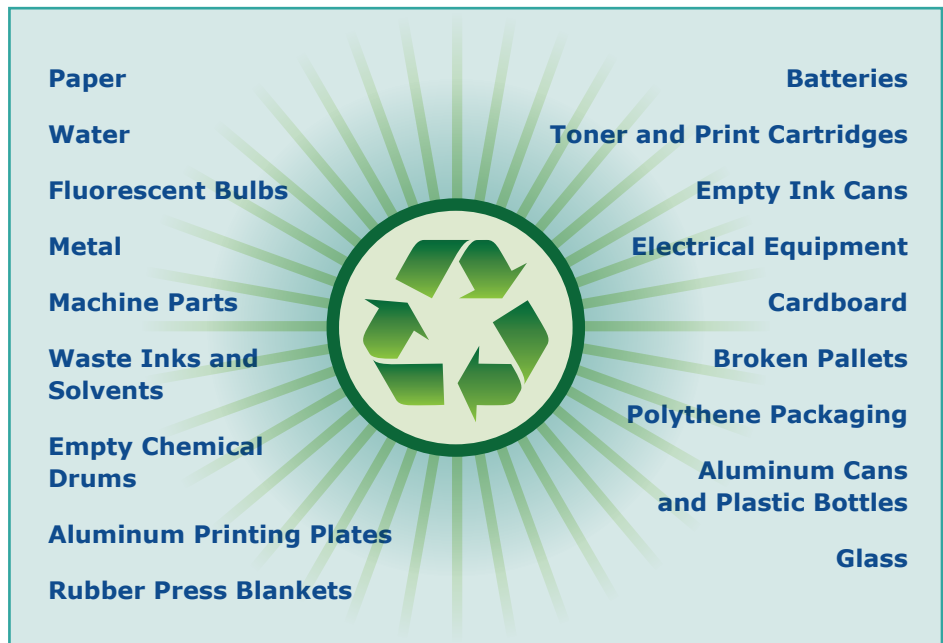 Paper
Water
Fluorescent Bulbs
Metal
Machine Parts
Waste Inks and
Solvents
Empty Chemical
Drums
Aluminum Printing Plates
Rubber Press Blankets
Batteries
Toner and Print Cartridges
Empty Ink Cans
Electrical Equipment
Cardboard
Broken Pallets
Polythene Packaging
Aluminum Cans
and Plastic Bottles
Glass